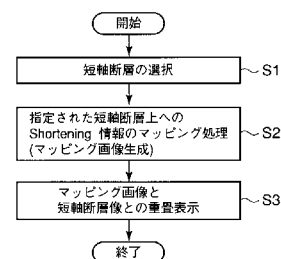 開始
短軸断層の選択
S1
指定された短軸断層上への
Shortening 情報のマッピング処理
(マッピング画像生成)
S2
マッピング画像と
短軸断層像との重畳表示
S3
終了